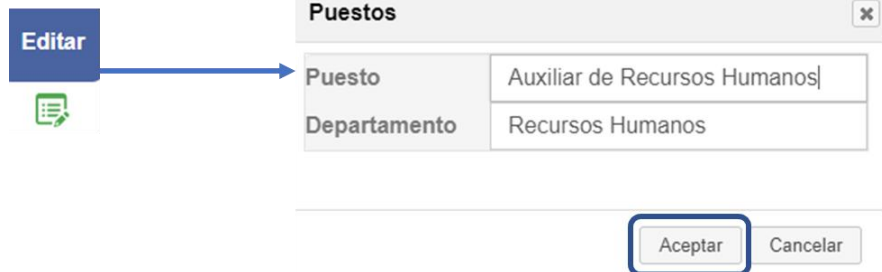 Puestos
Editar
Puesto Auxiliar de Recursos Humanos
Departamento Recursos Humanos
Aceptar Cancelar